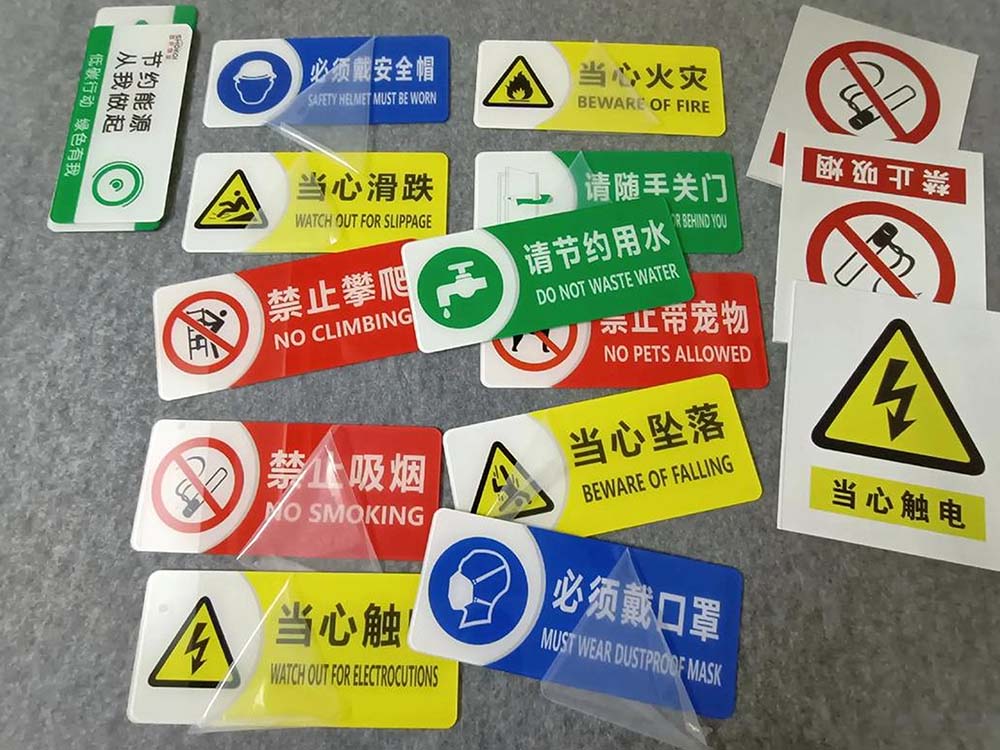 节约能源
从我做起
低碳行动 绿色有我
必须戴安全帽
SAFETY HELMET MUST BE WORN
当心火灾
BEWARE OF FIRE
当心滑跌
WATCH OUT FOR SLIPPAGE
请随手关门
R BEHIND YOU
禁止攀爬
NO CLIMBING
请节约用水
DO NOT WASTE WATER
禁止带宠物
NO PETS ALLOWED
禁止吸烟
NO SMOKING
当心坠落
BEWARE OF FALLING
当心触
WATCH OUT FOR ELECTROCUTIONS
必须戴口罩
MUST WEAR DUSTPROOF MASK
禁止吸烟
当心触电